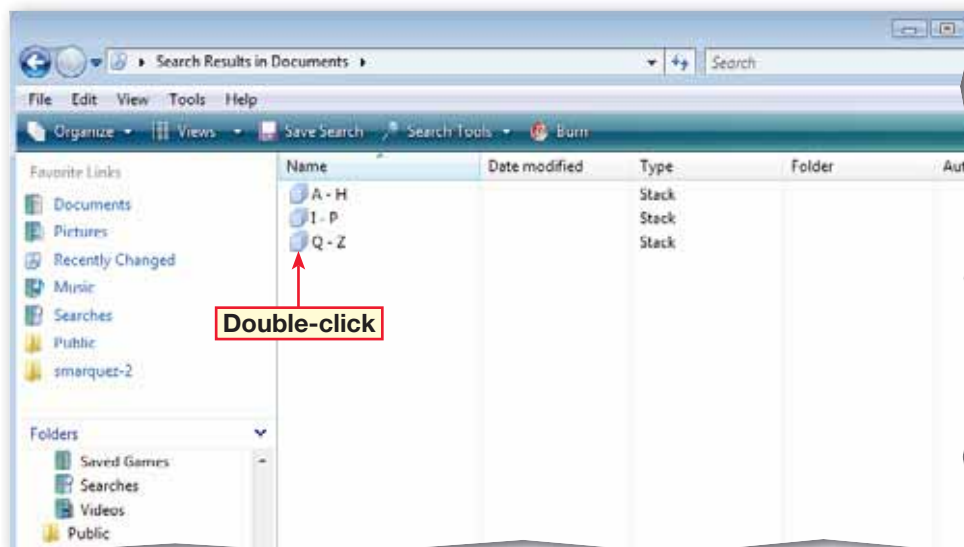 Search Results in Documents
Search
File Edit View Tools Help
Organize Views Save Search Search Tools Burn
Favorite Links
Documents
Pictures
Recently Changed
Music
Searches
Public
smarquez-2
Folders
Saved Games
Searches
Videos
Public
Name Date modified Type Folder Aut
A - H Stack
I - P Stack
Q - Z Stack
Double-click